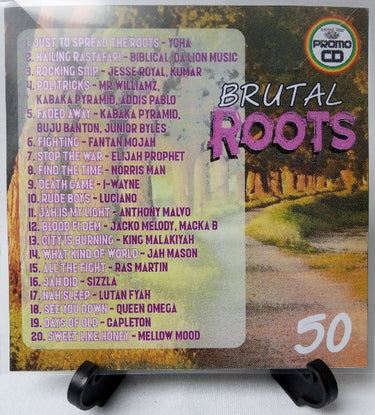 1. JUST TO SPREAD THE ROOTS - YOHA
2. HAILING RASTAFARI - BIBLICAL, DA LION MUSIC
3. ROCKING SHIP - JESSE ROYAL, KUMAR
4. POLITRICKS - MR.WILLIAMZ,
KABAKA PYRAMID, ADDIS PABLO
5. FADED AWAY - KABAKA PYRAMID,
BUJU BANTON, JUNIOR BYLES
6. FIGHTING - FANTAN MOJAH
7. STOP THE WAR - ELIJAH PROPHET
8. FIND THE TIME - NORRIS MAN
9. DEATH GAME - I-WAYNE
10. RUDE BOYS - LUCIANO
11. JAH IS MY LIGHT - ANTHONY MALVO
12. BLOOD FI DEM - JACKO MELODY, MACKA B
13. CITY IS BURNING - KING MALAKIYAH
14. WHAT KIND OF WORLD - JAH MASON
15. ALL THE FIGHT - RAS MARTIN
16. JAH DID - SIZZLA
17. NAH SLEEP - LUTAN FYAH
18. SEE YOU DOWN - QUEEN OMEGA
19. DAYS OF OLD - CAPLETON
20. SWEET LIKE HONEY - MELLOW MOOD
PROMO
CD
BRUTAL
ROOTS
50